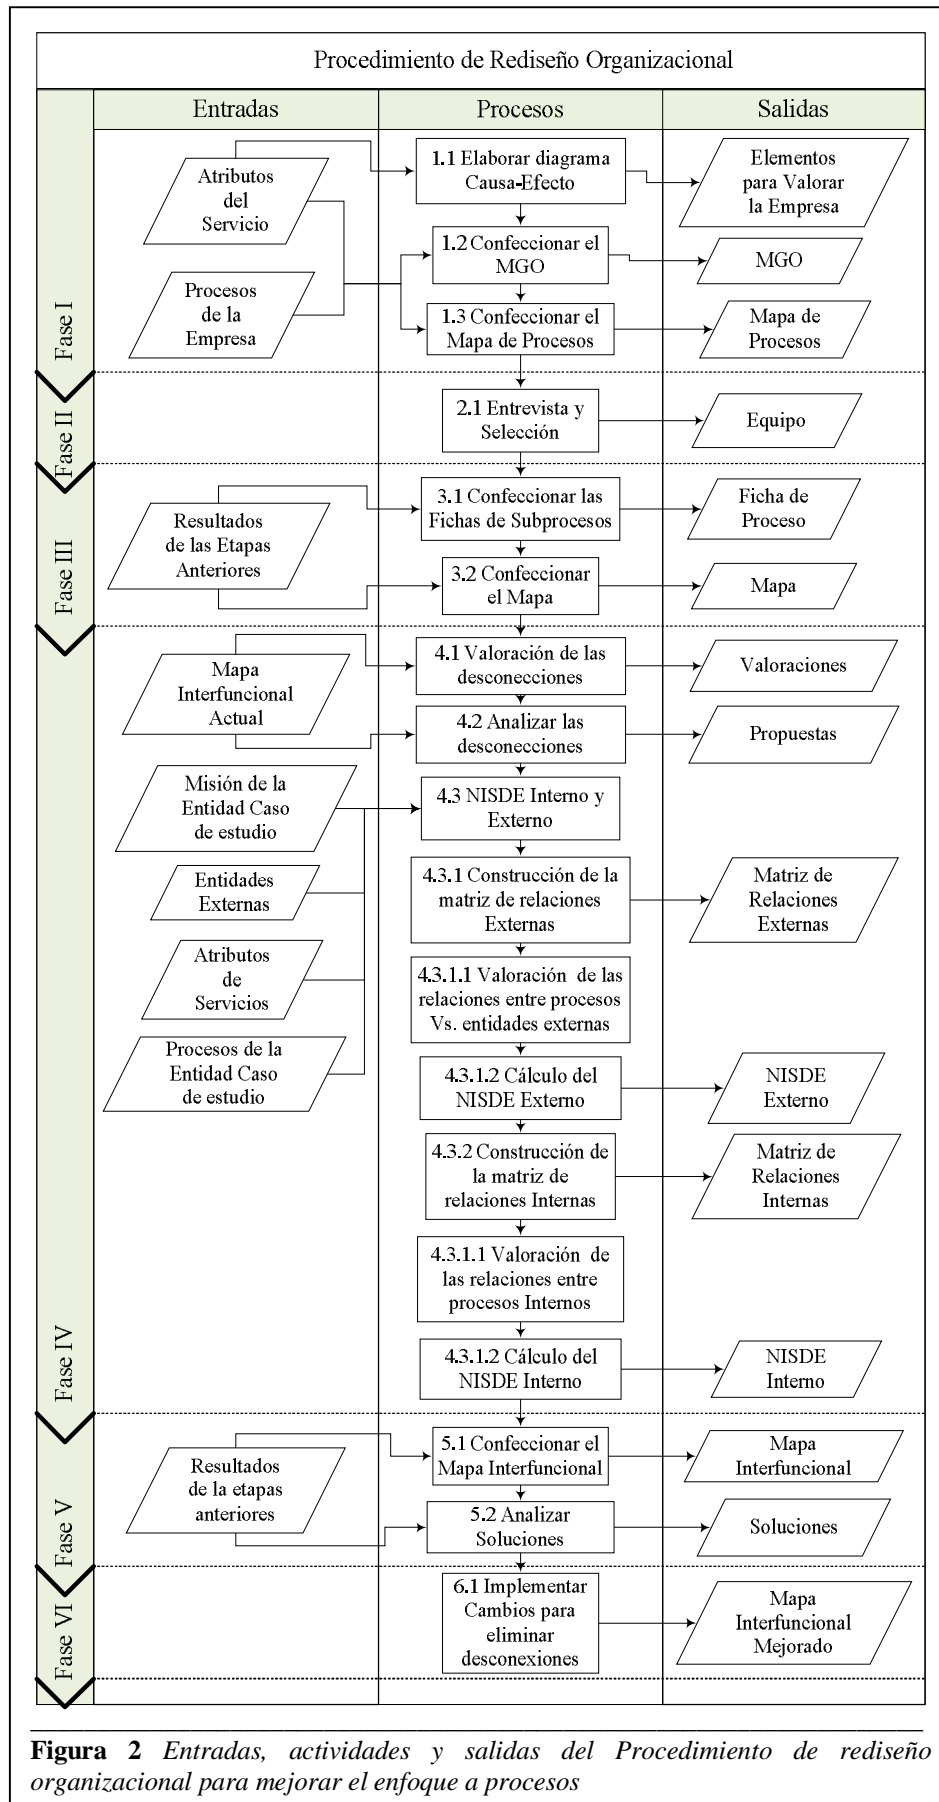 Procedimiento de Rediseño Organizacional
Entradas
Procesos
Salidas
Fase I
Atributos
del
Servicio
Procesos
de la
Empresa
1.1 Elaborar diagrama
Causa-Efecto
1.2 Confeccionar el
MGO
1.3 Confeccionar el
Mapa de Procesos
Elementos
para Valorar
la Empresa
MGO
Mapa de
Procesos
Fase II
2.1 Entrevista y
Selección
Equipo
Fase III
Resultados
de las Etapas
Anteriores
3.1 Confeccionar las
Fichas de Subprocesos
3.2 Confeccionar
el Mapa
Ficha de
Proceso
Mapa
Fase IV
Mapa
Interfuncional
Actual
Misión de la
Entidad Caso
de estudio
Entidades
Externas
Atributos
de
Servicios
Procesos de la
Entidad Caso
de estudio
4.1 Valoración de las
desconecciones
4.2 Analizar las
desconecciones
4.3 NISDE Interno y
Externo
4.3.1 Construcción de la
matriz de relaciones
Externas
4.3.1.1 Valoración de las
relaciones entre procesos
Vs. entidades externas
4.3.1.2 Cálculo del
NISDE Externo
4.3.2 Construcción de
la matriz de
relaciones Internas
4.3.1.1 Valoración de
las relaciones entre
procesos Internos
4.3.1.2 Cálculo del
NISDE Interno
Valoraciones
Propuestas
Matriz de
Relaciones
Externas
NISDE
Externo
Matriz de
Relaciones
Internas
NISDE
Interno
Fase V
Resultados
de la etapas
anteriores
5.1 Confeccionar el
Mapa Interfuncional
5.2 Analizar
Soluciones
Mapa
Interfuncional
Soluciones
Fase VI
6.1 Implementar
Cambios para
eliminar
desconexiones
Mapa
Interfuncional
Mejorado
Figura 2 Entradas, actividades y salidas del Procedimiento de rediseño
organizacional para mejorar el enfoque a procesos